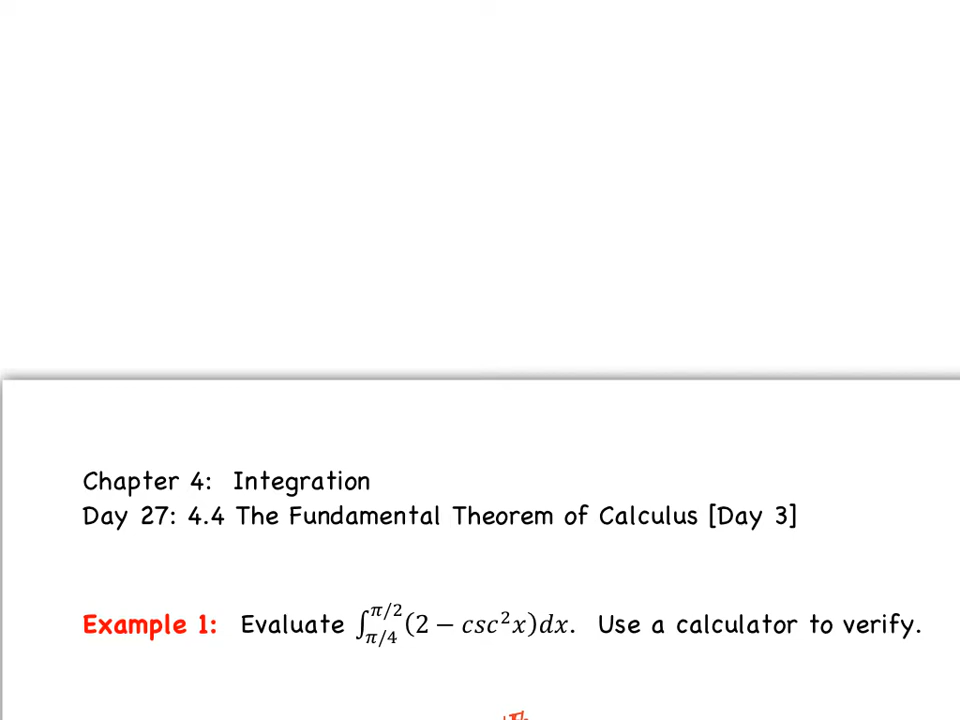 Chapter 4: Integration
Day 27: 4.4 The Fundamental Theorem of Calculus [Day 3]
Example 1: Evaluate ∫_{π/4}^{π/2}(2 − csc²x)dx. Use a calculator to verify.